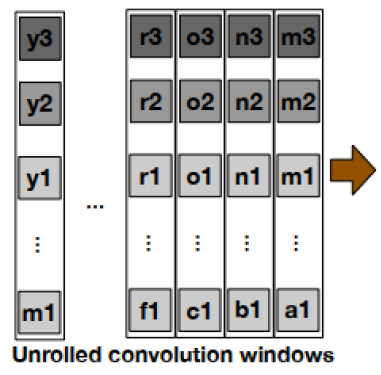 y3 r3 o3 n3 m3
y2 r2 o2 n2 m2
y1 r1 o1 n1 m1
...
⋮ ⋮ ⋮ ⋮ ⋮
m1 f1 c1 b1 a1
Unrolled convolution windows